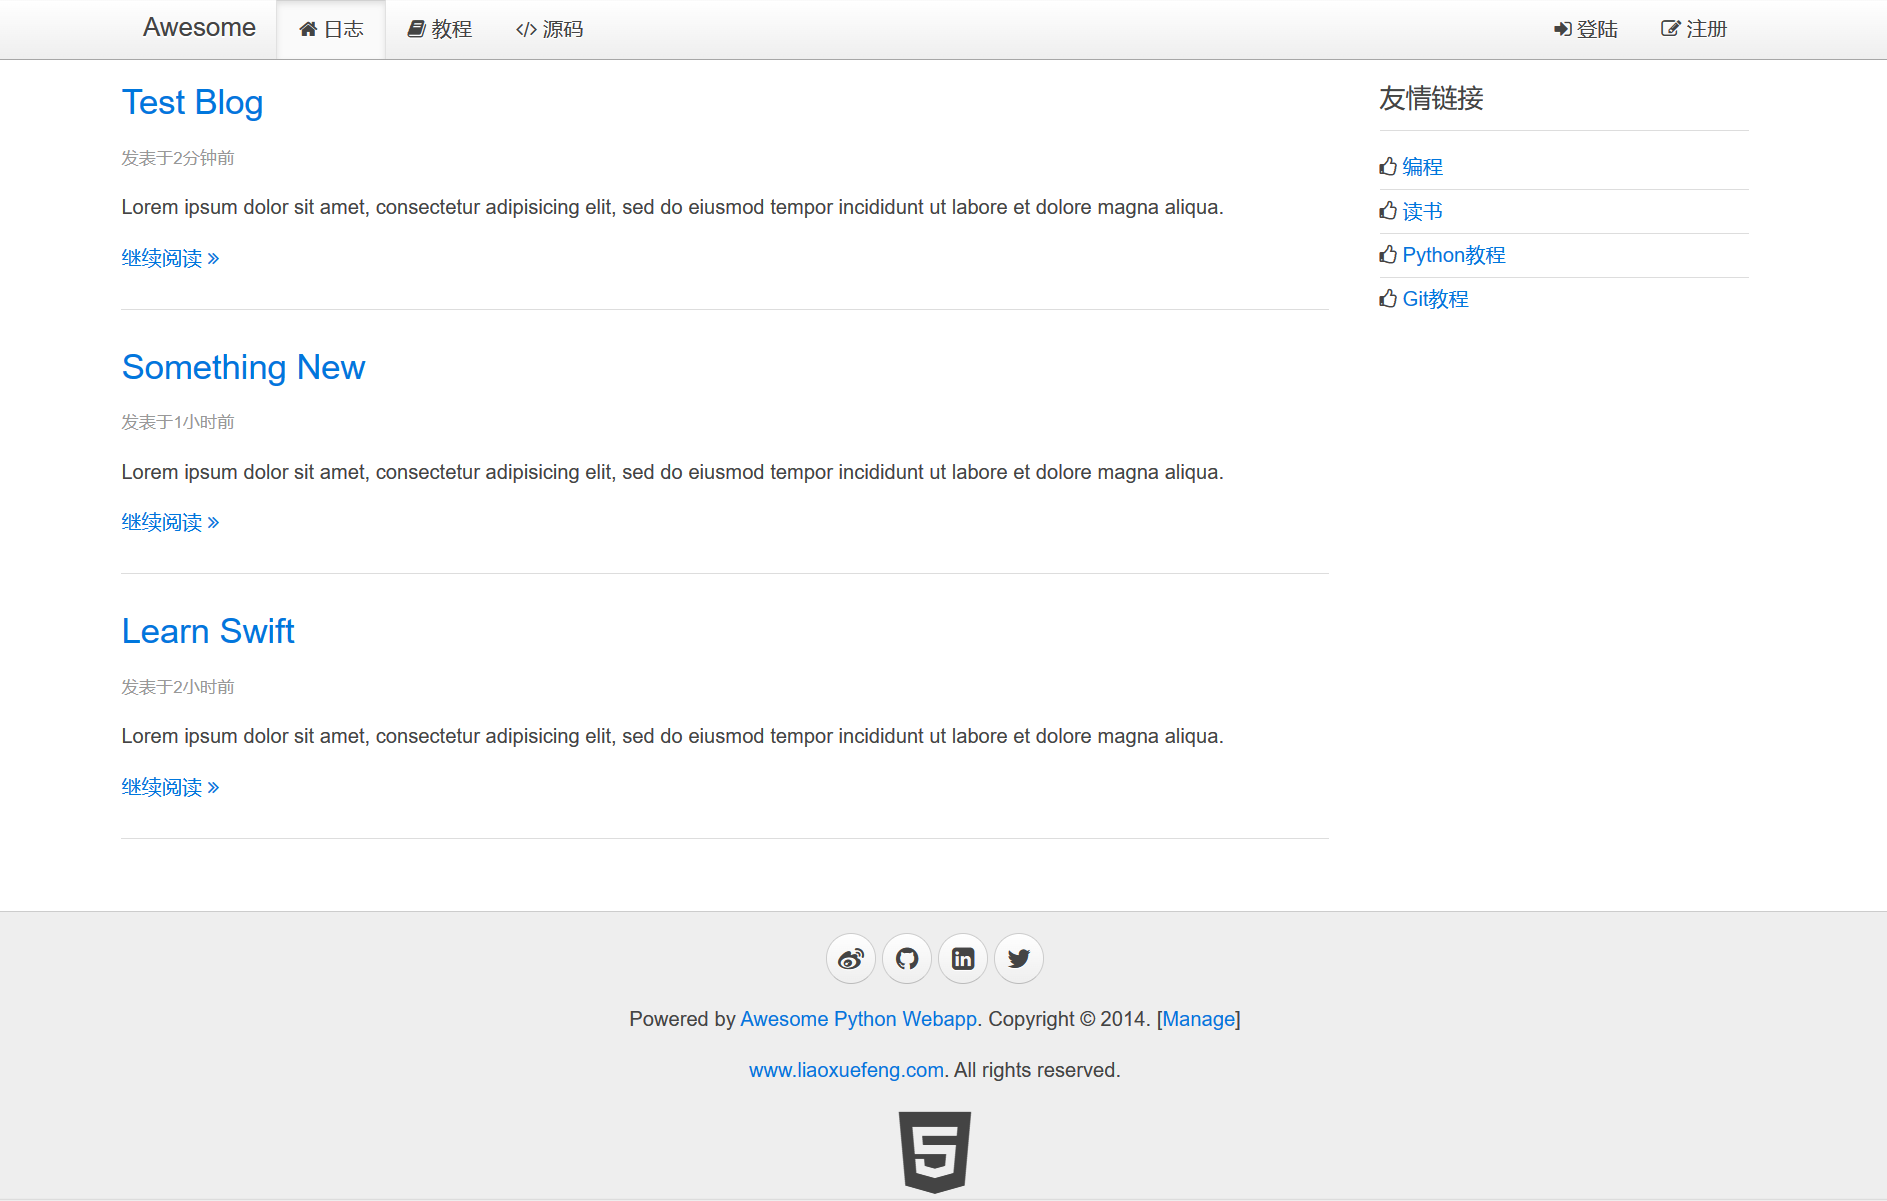 Awesome 日志 教程 源码 登陆 注册
Test Blog
发表于2分钟前
Lorem ipsum dolor sit amet, consectetur adipisicing elit, sed do eiusmod tempor incididunt ut labore et dolore magna aliqua.
继续阅读 »
Something New
发表于1小时前
Lorem ipsum dolor sit amet, consectetur adipisicing elit, sed do eiusmod tempor incididunt ut labore et dolore magna aliqua.
继续阅读 »
Learn Swift
发表于2小时前
Lorem ipsum dolor sit amet, consectetur adipisicing elit, sed do eiusmod tempor incididunt ut labore et dolore magna aliqua.
继续阅读 »
友情链接
编程
读书
Python教程
Git教程
Powered by Awesome Python Webapp. Copyright © 2014. [Manage]
www.liaoxuefeng.com. All rights reserved.